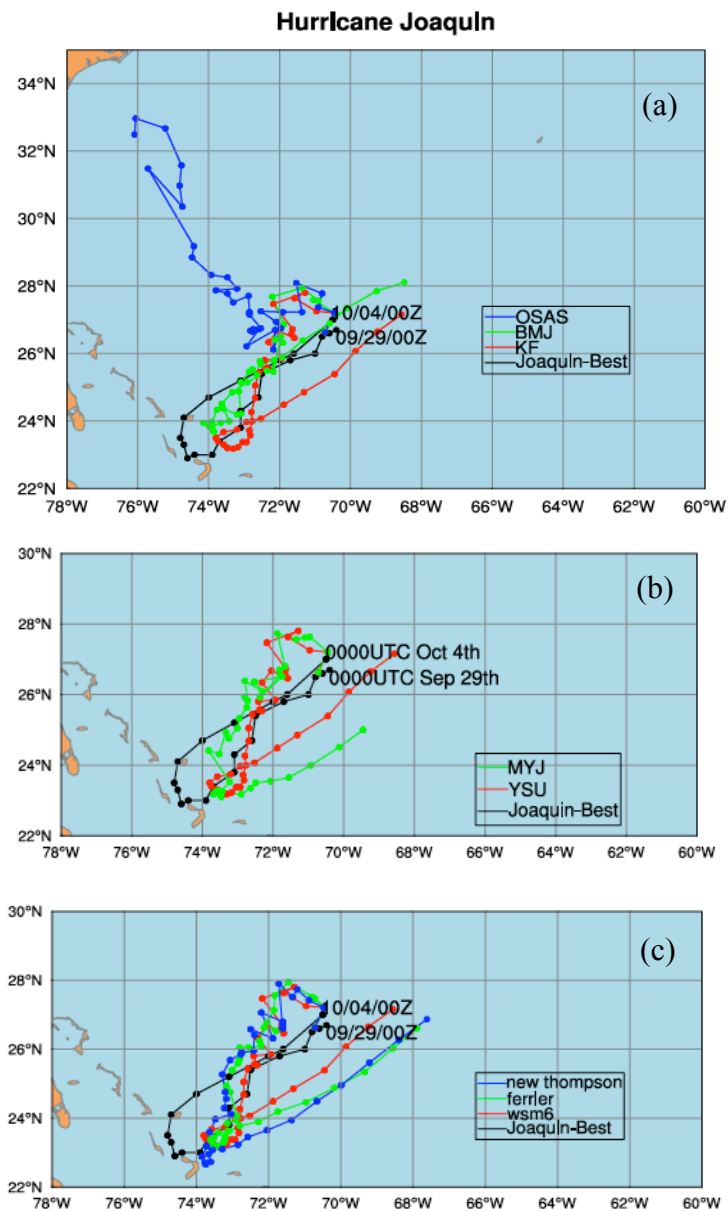 Hurricane Joaquin
(a)
34°N
32°N
30°N
28°N
26°N
24°N
22°N
10/04/00Z
09/29/00Z
OSAS
BMJ
KF
Joaquin-Best
78°W 76°W 74°W 72°W 70°W 68°W 66°W 64°W 62°W 60°W
(b)
30°N
28°N
26°N
24°N
22°N
0000UTC Oct 4th
0000UTC Sep 29th
MYJ
YSU
Joaquin-Best
78°W 76°W 74°W 72°W 70°W 68°W 66°W 64°W 62°W 60°W
(c)
30°N
28°N
26°N
24°N
22°N
10/04/00Z
09/29/00Z
new thompson
ferrier
wsm6
Joaquin-Best
78°W 76°W 74°W 72°W 70°W 68°W 66°W 64°W 62°W 60°W